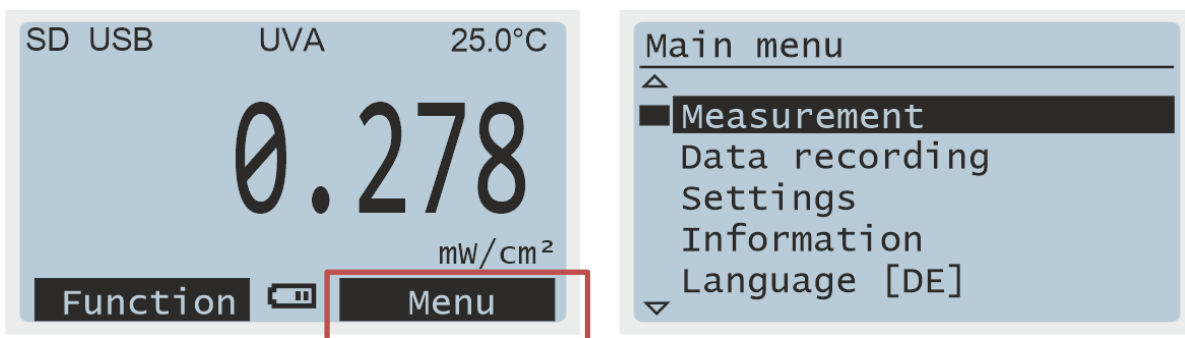 SD USB UVA 25.0°C
0.278
mW/cm²
Function Menu
Main menu
Measurement
Data recording
Settings
Information
Language [DE]